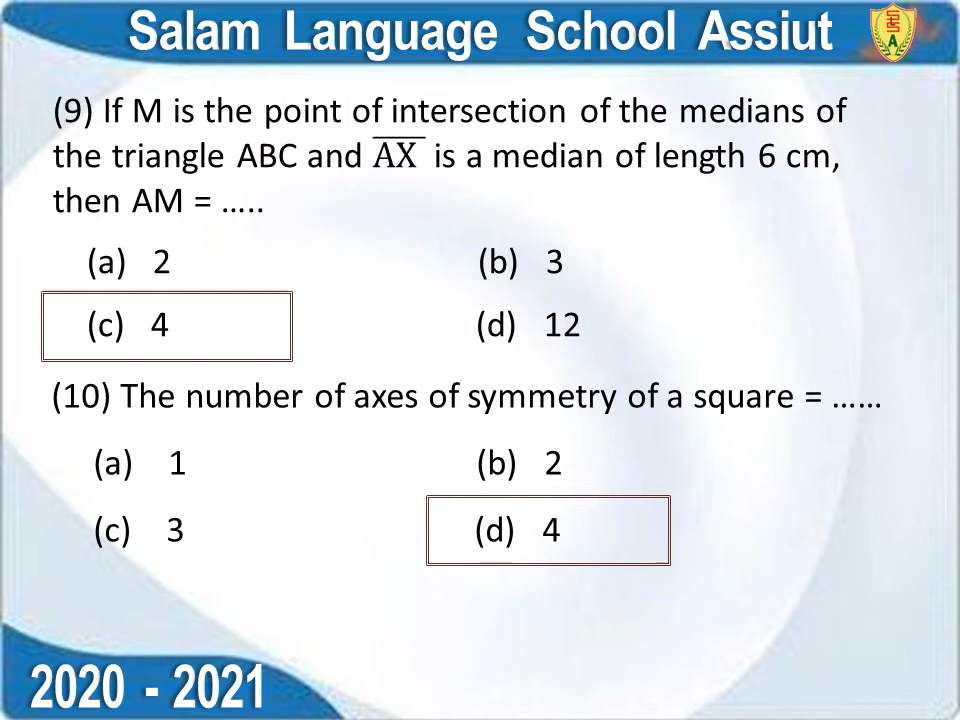 Salam Language School Assiut
(9) If M is the point of intersection of the medians of
the triangle ABC and A̅X̅ is a median of length 6 cm,
then AM = …..
(a) 2 (b) 3
(c) 4 (d) 12
(10) The number of axes of symmetry of a square = ……
(a) 1 (b) 2
(c) 3 (d) 4
2020 - 2021